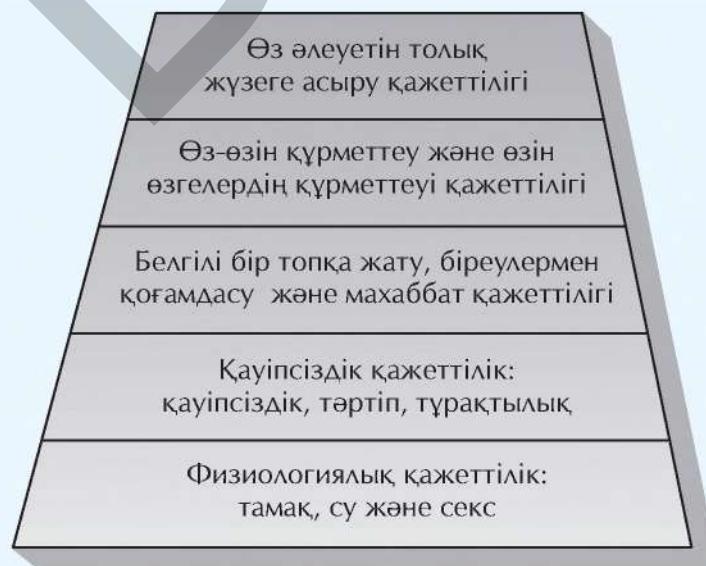 Өз әлеуетін толық
жүзеге асыру қажеттілігі
Өз-өзін құрметтеу және өзін
өзгелердің құрметтеуі қажеттілігі
Белгілі бір топқа жату, біреулермен
қоғамдасу және махаббат қажеттілігі
Қауіпсіздік қажеттілік:
қауіпсіздік, тәртіп, тұрақтылық
Физиологиялық қажеттілік:
тамақ, су және секс